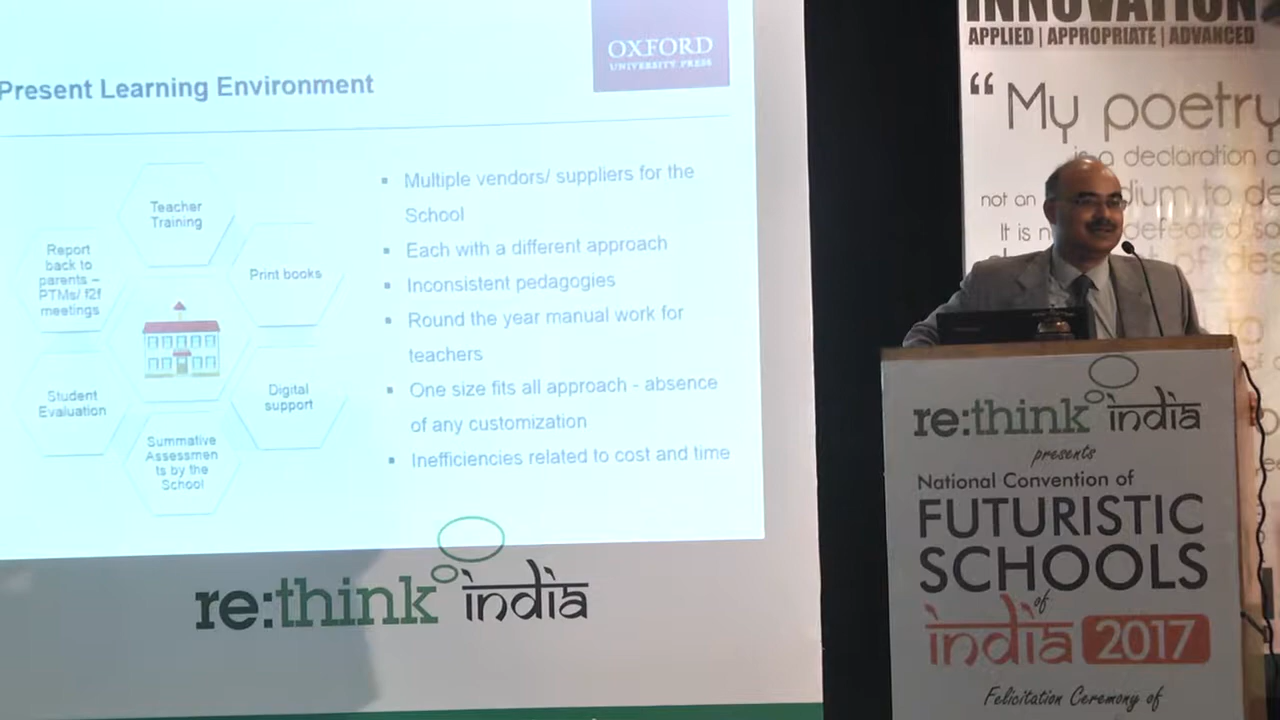 Present Learning Environment
OXFORD
UNIVERSITY PRESS
Teacher
Training
Report
back to
parents –
PTMs/ f2f
meetings
Print books
Student
Evaluation
Digital
support
Summative
Assessmen
ts by the
School
▪ Multiple vendors/ suppliers for the
School
▪ Each with a different approach
▪ Inconsistent pedagogies
▪ Round the year manual work for
teachers
▪ One size fits all approach - absence
of any customization
▪ Inefficiencies related to cost and time
re:think india
INNOVATION
APPLIED | APPROPRIATE | ADVANCED
“My poetry
is a declaration
not an dium to
It is n defeated
of
re:think india
presents
National Convention of
FUTURISTIC
SCHOOLS
of
india 2017
Felicitation Ceremony of